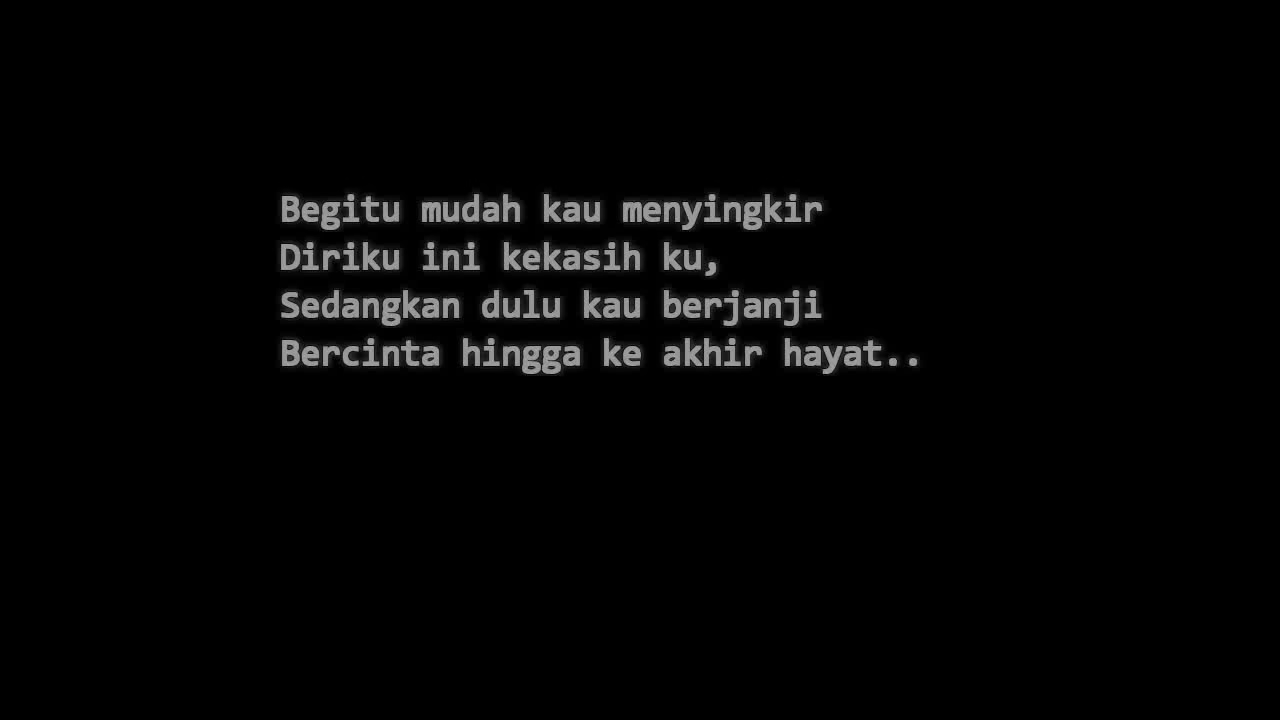 Begitu mudah kau menyingkir
Diriku ini kekasih ku,
Sedangkan dulu kau berjanji
Bercinta hingga ke akhir hayat..